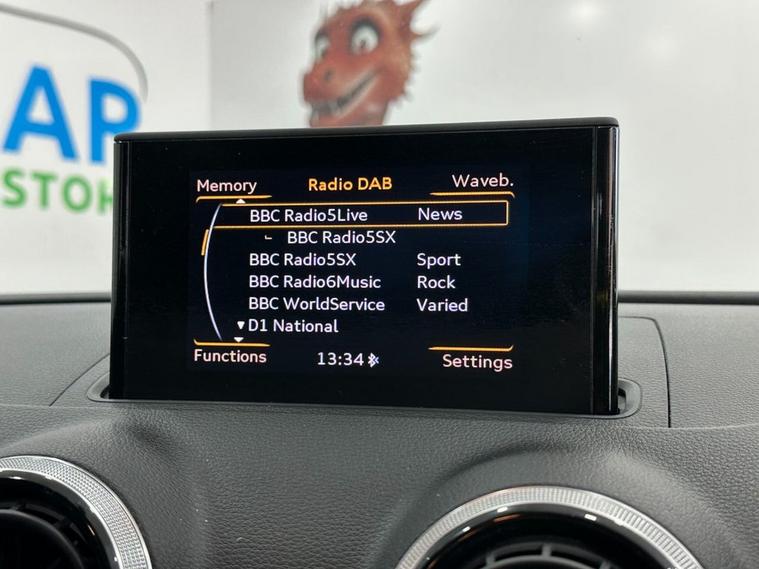 AP
STOK
Memory Radio DAB Waveb.
BBC Radio5Live News
BBC Radio5SX
BBC Radio5SX Sport
BBC Radio6Music Rock
BBC WorldService Varied
D1 National
Functions 13:34 Settings